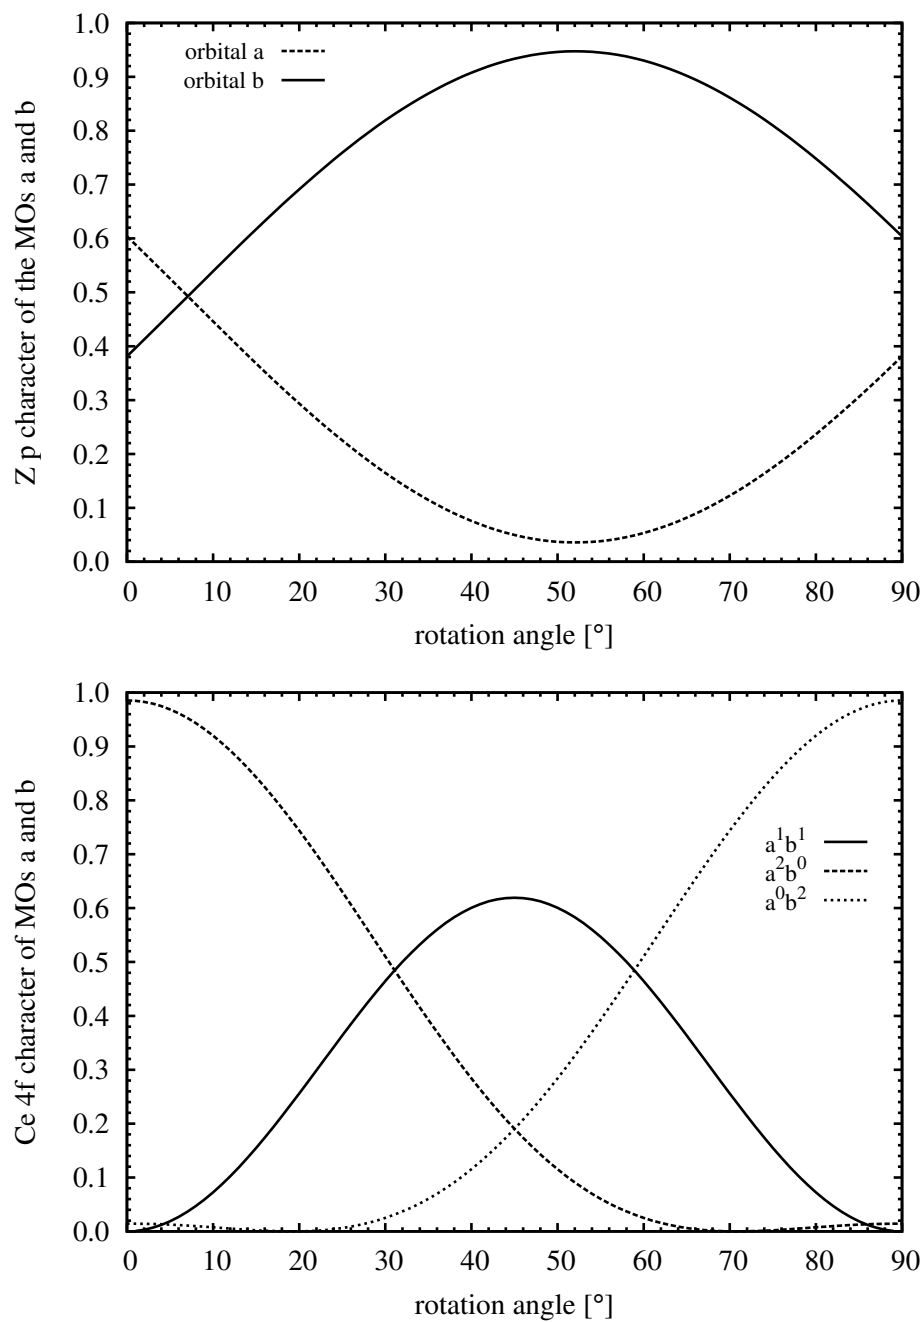 Z p character of the MOs a and b
1.0
0.9
0.8
0.7
0.6
0.5
0.4
0.3
0.2
0.1
0.0
orbital a
orbital b
0 10 20 30 40 50 60 70 80 90
rotation angle [°]
Ce 4f character of MOs a and b
1.0
0.9
0.8
0.7
0.6
0.5
0.4
0.3
0.2
0.1
0.0
a¹b¹
a²b⁰
a⁰b²
0 10 20 30 40 50 60 70 80 90
rotation angle [°]